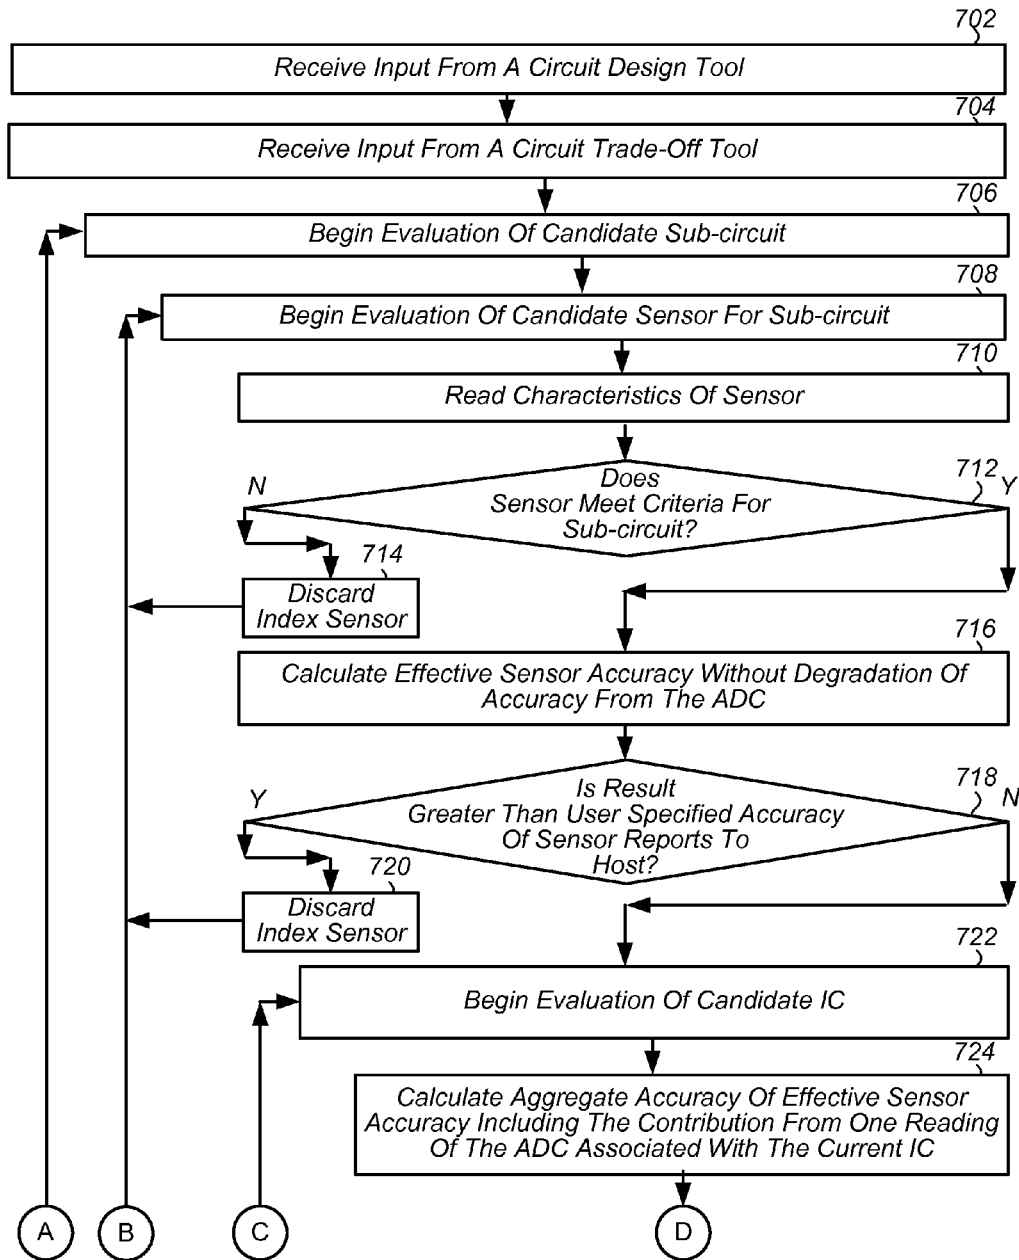 702
Receive Input From A Circuit Design Tool
704
Receive Input From A Circuit Trade-Off Tool
706
Begin Evaluation Of Candidate Sub-circuit
708
Begin Evaluation Of Candidate Sensor For Sub-circuit
710
Read Characteristics Of Sensor
712
N
Y
Does
Sensor Meet Criteria For
Sub-circuit?
714
Discard
Index Sensor
716
Calculate Effective Sensor Accuracy Without Degradation Of
Accuracy From The ADC
718
Y
N
Is Result
Greater Than User Specified Accuracy
Of Sensor Reports To
Host?
720
Discard
Index Sensor
722
Begin Evaluation Of Candidate IC
724
Calculate Aggregate Accuracy Of Effective Sensor
Accuracy Including The Contribution From One Reading
Of The ADC Associated With The Current IC
A
B
C
D